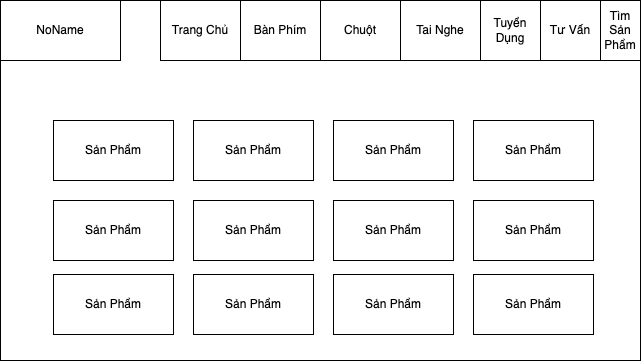 NoName
Trang Chủ
Bàn Phím
Chuột
Tai Nghe
Tuyển
Dụng
Tư Vấn
Tìm
Sản
Phẩm
Sản Phẩm
Sản Phẩm
Sản Phẩm
Sản Phẩm
Sản Phẩm
Sản Phẩm
Sản Phẩm
Sản Phẩm
Sản Phẩm
Sản Phẩm
Sản Phẩm
Sản Phẩm